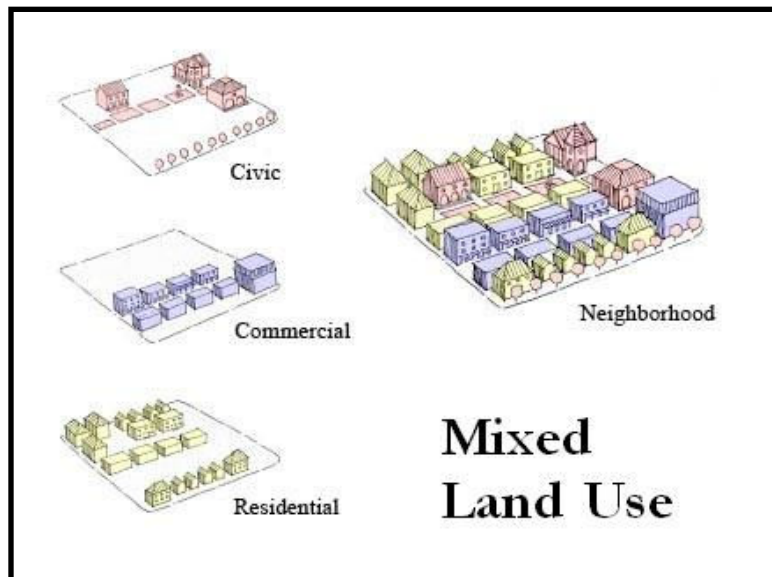 Civic
Commercial
Residential
Neighborhood
Mixed
Land Use